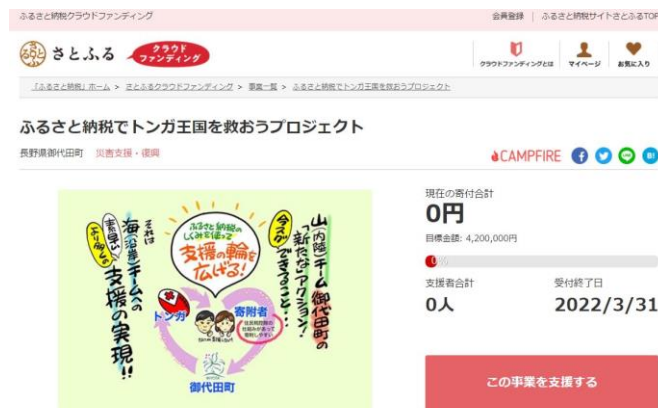 ふるさと納税クラウドファンディング
会員登録 | ふるさと納税サイトさとふるTOP
さとふる クラウドファンディング
クラウドファンディングとは マイページ お気に入り
「ふるさと納税」ホーム > さとふるクラウドファンディング > 事業一覧 > ふるさと納税でトンガ王国を救おうプロジェクト
ふるさと納税でトンガ王国を救おうプロジェクト
長野県御代田町 災害支援・復興
CAMPFIRE
山(内陸)チーム御代田町の
「新たな」アクション!
今スグできること…
ふるさと納税の
しくみを使って
支援の輪を
広げる!
それは
海(沿岸)チームへの
素早い
より多くの
支援の実現!!
トンガ
寄附者
御代田町
現在の寄付合計
0円
目標金額: 4,200,000円
0%
支援者合計
0人
受付終了日
2022/3/31
この事業を支援する